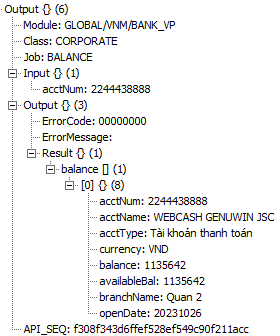 Output {} (6)
Module: GLOBAL/VNM/BANK_VP
Class: CORPORATE
Job: BALANCE
Input {} (1)
acctNum: 2244438888
Output {} (3)
ErrorCode: 00000000
ErrorMessage:
Result {} (1)
balance [] (1)
[0] {} (8)
acctNum: 2244438888
acctName: WEBCASH GENUWIN JSC
acctType: Tài khoản thanh toán
currency: VND
balance: 1135642
availableBal: 1135642
branchName: Quan 2
openDate: 20231026
API_SEQ: f308f343d6ffef528ef549c90f211acc